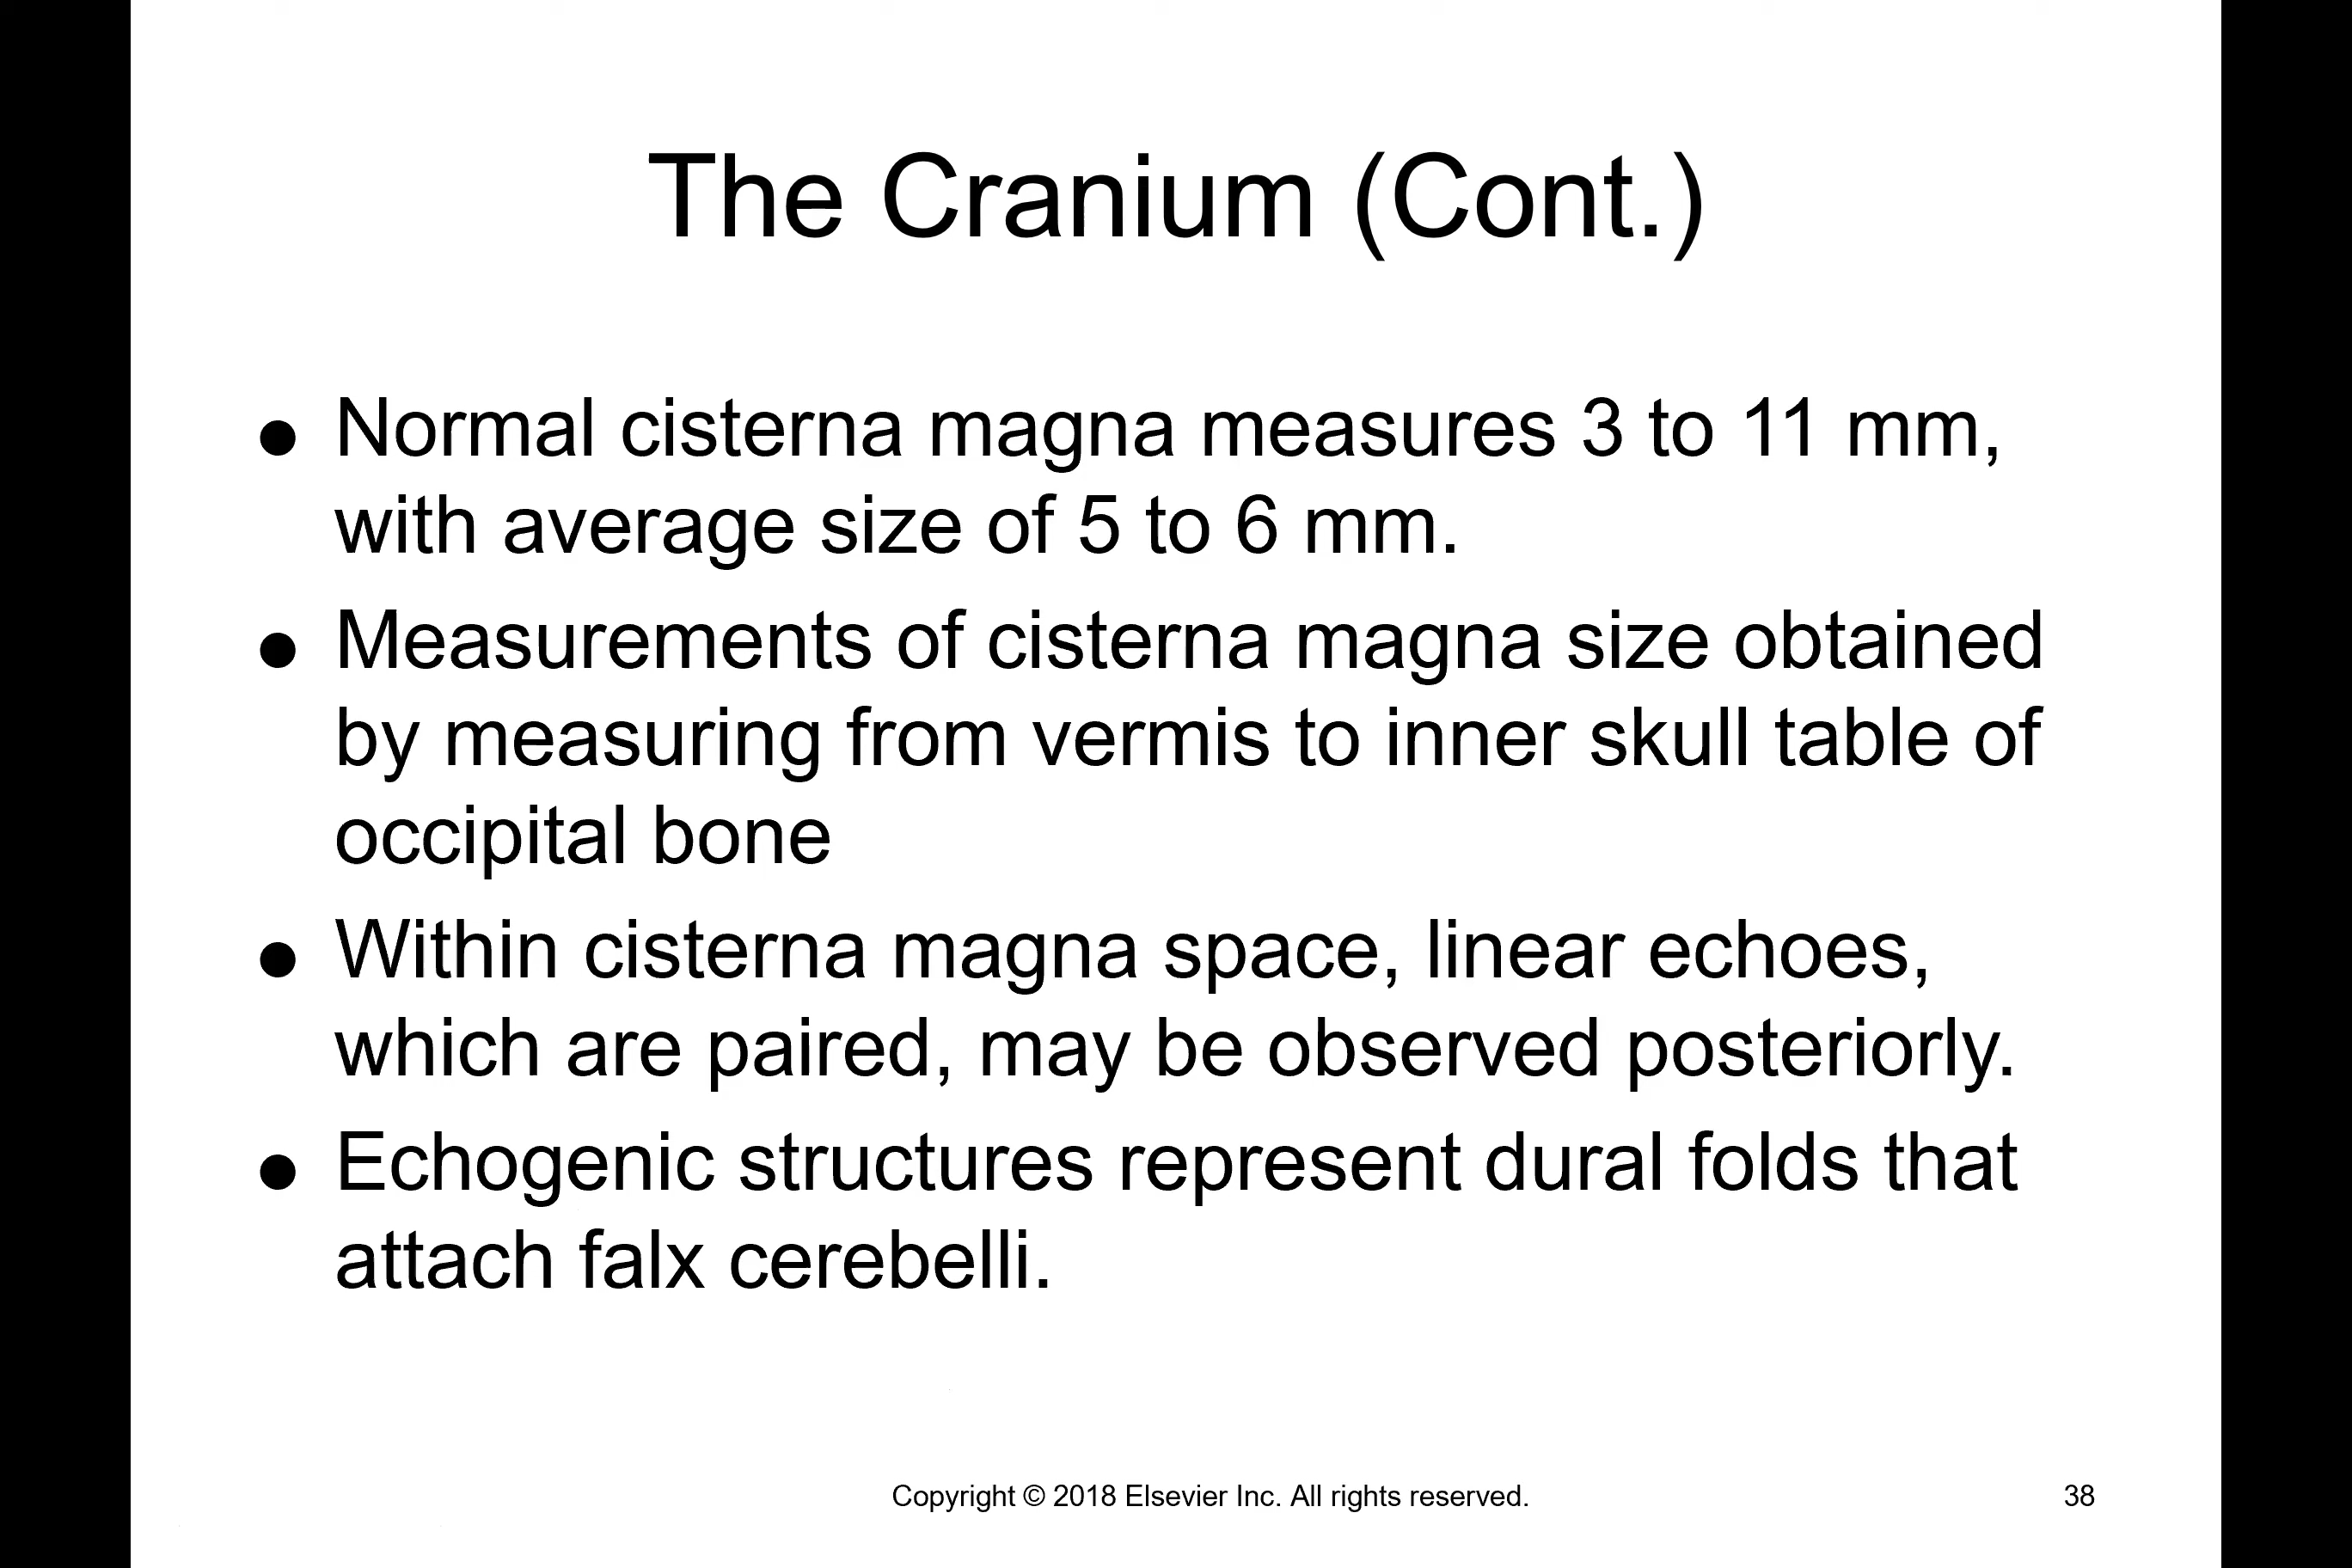 The Cranium (Cont.)
● Normal cisterna magna measures 3 to 11 mm,
with average size of 5 to 6 mm.
● Measurements of cisterna magna size obtained
by measuring from vermis to inner skull table of
occipital bone
● Within cisterna magna space, linear echoes,
which are paired, may be observed posteriorly.
● Echogenic structures represent dural folds that
attach falx cerebelli.
Copyright © 2018 Elsevier Inc. All rights reserved.
38